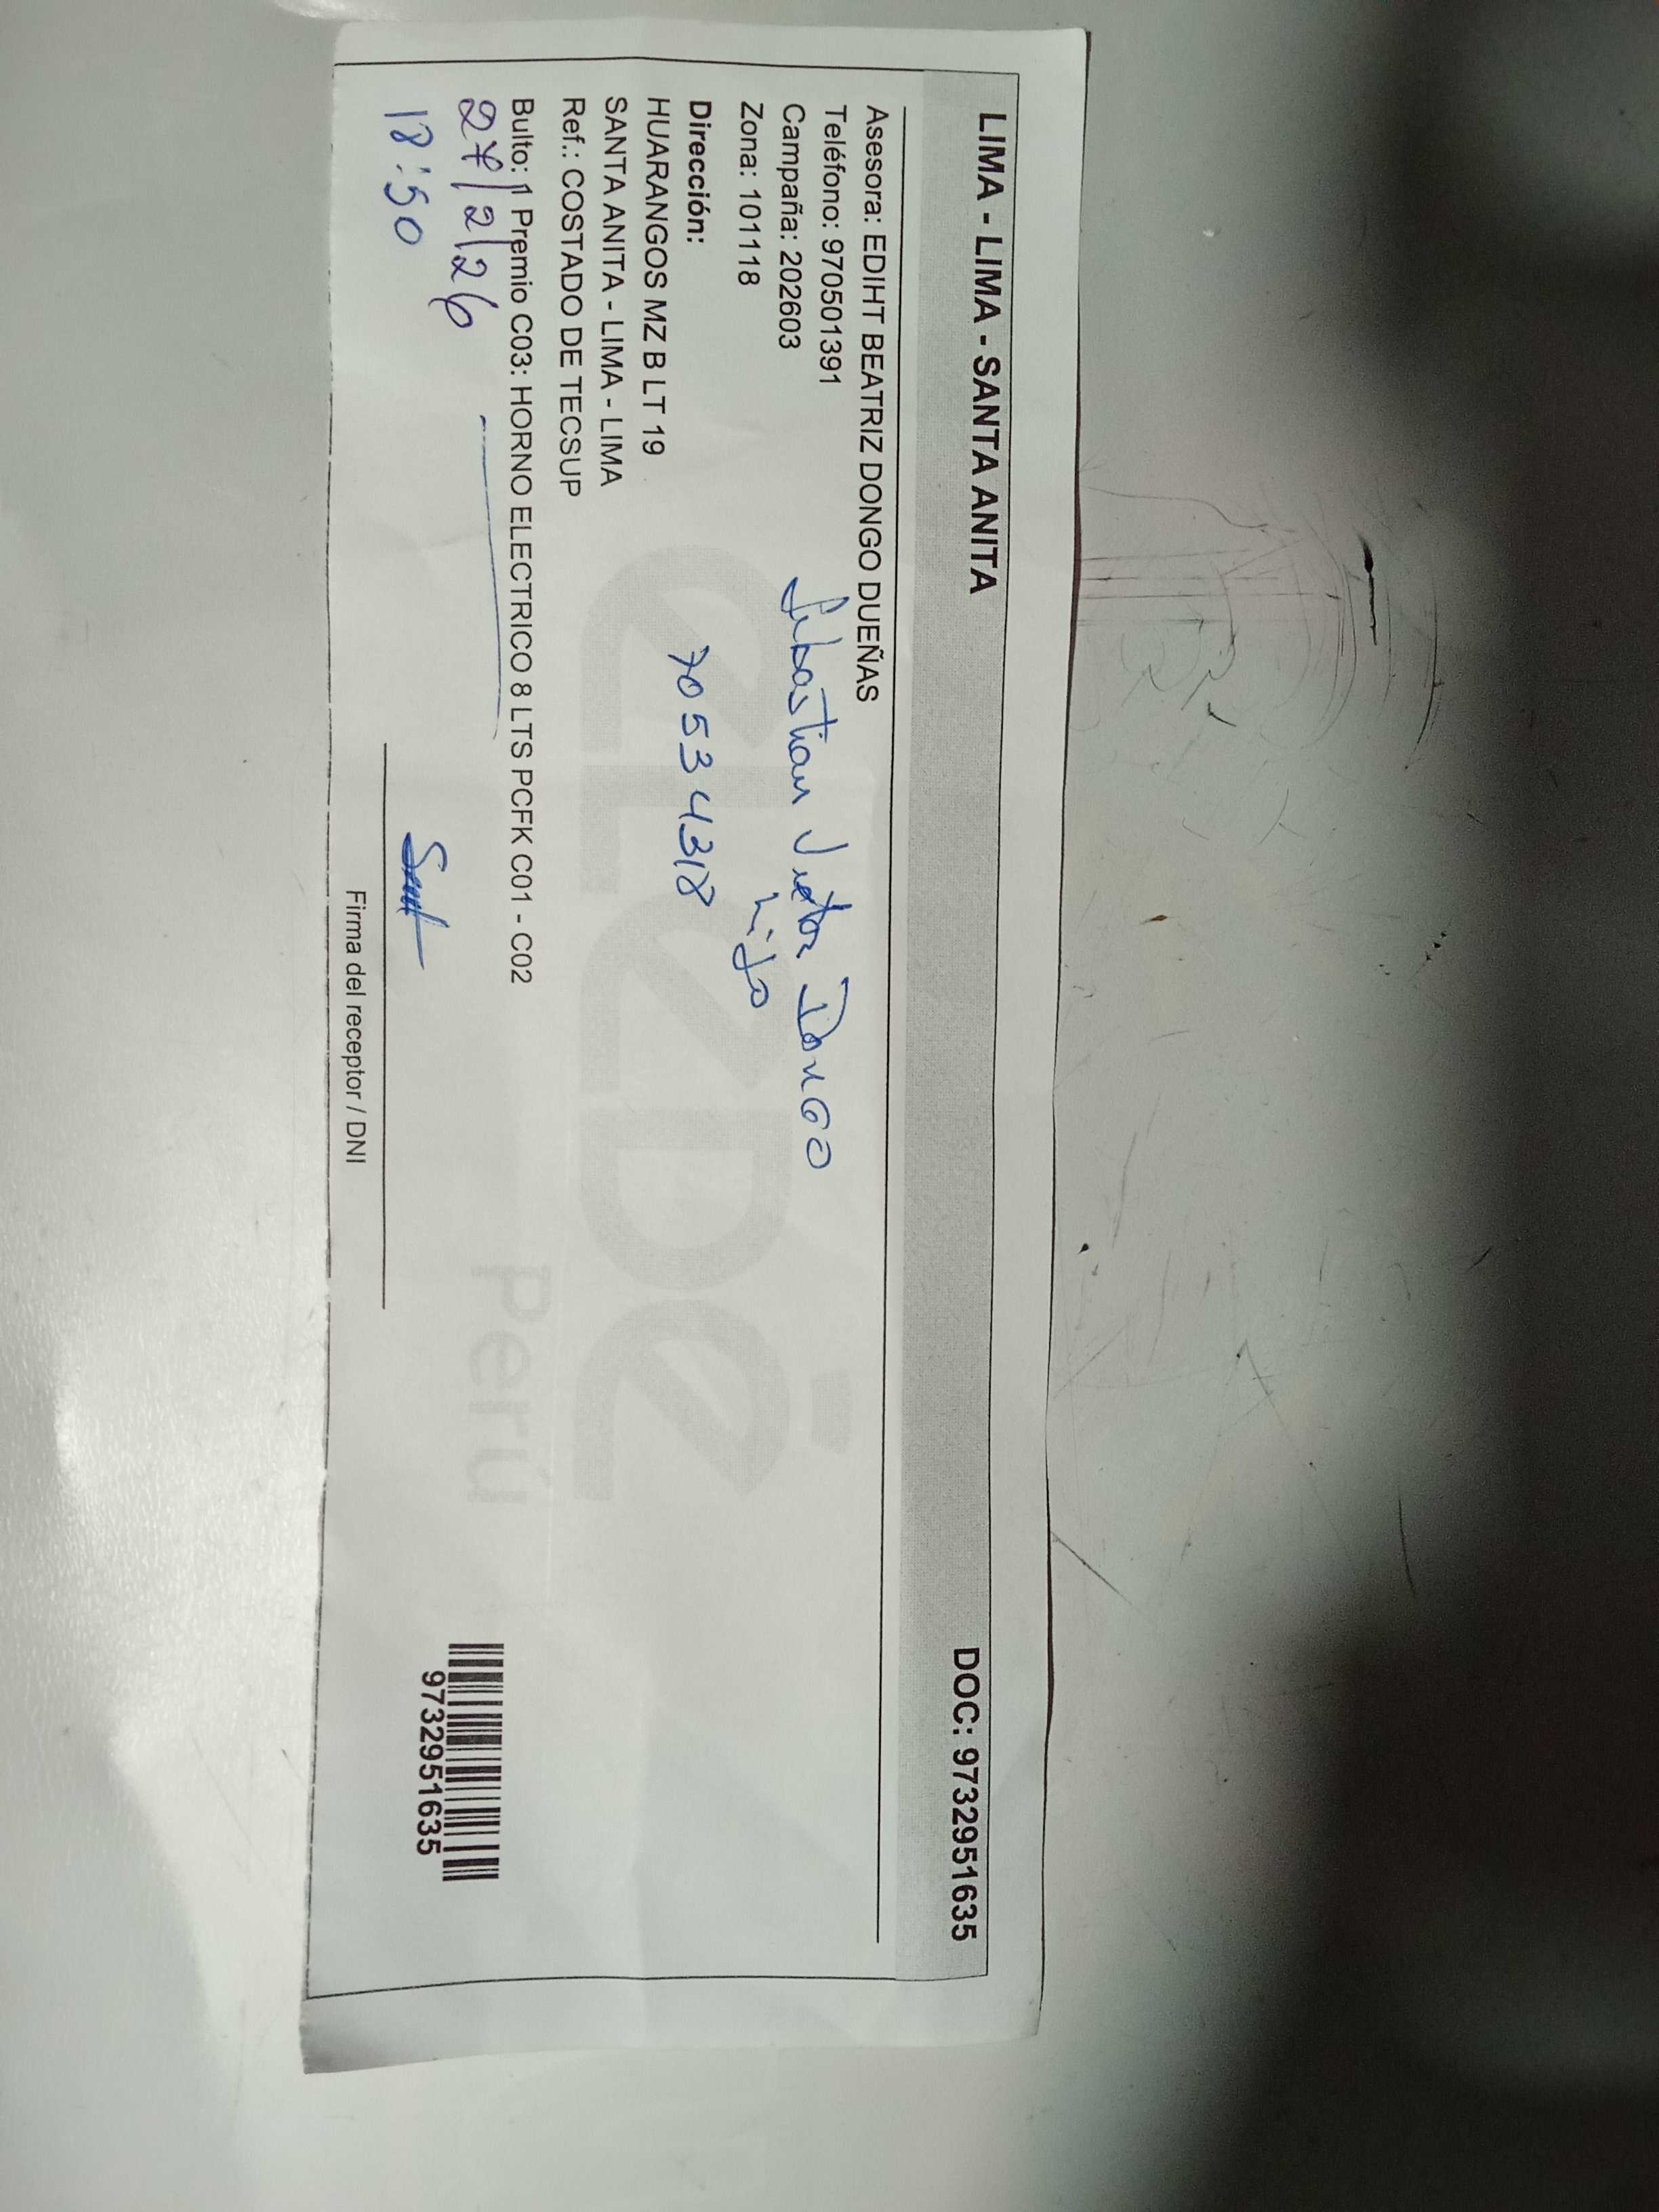 LIMA - LIMA - SANTA ANITA DOC: 9732951635
Asesora: EDIHT BEATRIZ DONGO DUEÑAS
Teléfono: 970501391
Campaña: 202603
Zona: 101118
Sebastian Dongo
hijo
70534318
Dirección:
HUARANGOS MZ B LT 19
SANTA ANITA - LIMA - LIMA
Ref.: COSTADO DE TECSUP
Bulto: 1 Premio C03: HORNO ELECTRICO 8 LTS PCFK C01 - C02
27/2/26
18:50
Firma del receptor / DNI
9732951635
eLeDé
Perú